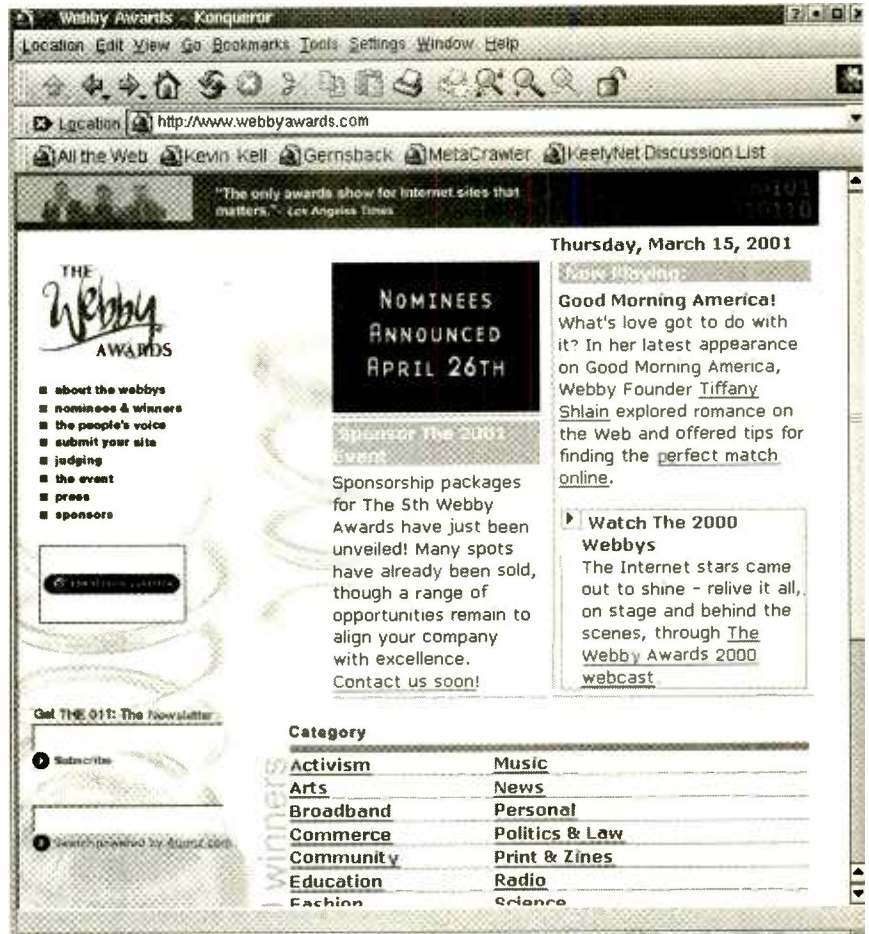 Webby Awards - Konqueror
Location Edit View Go Bookmarks Tools Settings Window Help
Location http://www.webbyawards.com
All the Web Kevin Kell Gernsback MetaCrawler KeelyNet Discussion List
"The only awards show for Internet sites that
matters."- Los Angeles Times
Thursday, March 15, 2001
THE
Webby
AWARDS
about the webbys
nominees & winners
the people's voice
submit your site
judging
the event
press
sponsors
Get THE 011: The Newsletter
Subscribe
Search powered by
NOMINEES
ANNOUNCED
APRIL 26TH
Sponsor The 2001
Event
Sponsorship packages
for The 5th Webby
Awards have just been
unveiled! Many spots
have already been sold,
though a range of
opportunities remain to
align your company
with excellence.
Contact us soon!
Now Playing:
Good Morning America!
What's love got to do with
it? In her latest appearance
on Good Morning America,
Webby Founder Tiffany
Shlain explored romance on
the Web and offered tips for
finding the perfect match
online.
Watch The 2000
Webbys
The Internet stars came
out to shine - relive it all,
on stage and behind the
scenes, through The
Webby Awards 2000
webcast
winners
Category
Activism Music
Arts News
Broadband Personal
Commerce Politics & Law
Community Print & Zines
Education Radio
Fashion Science